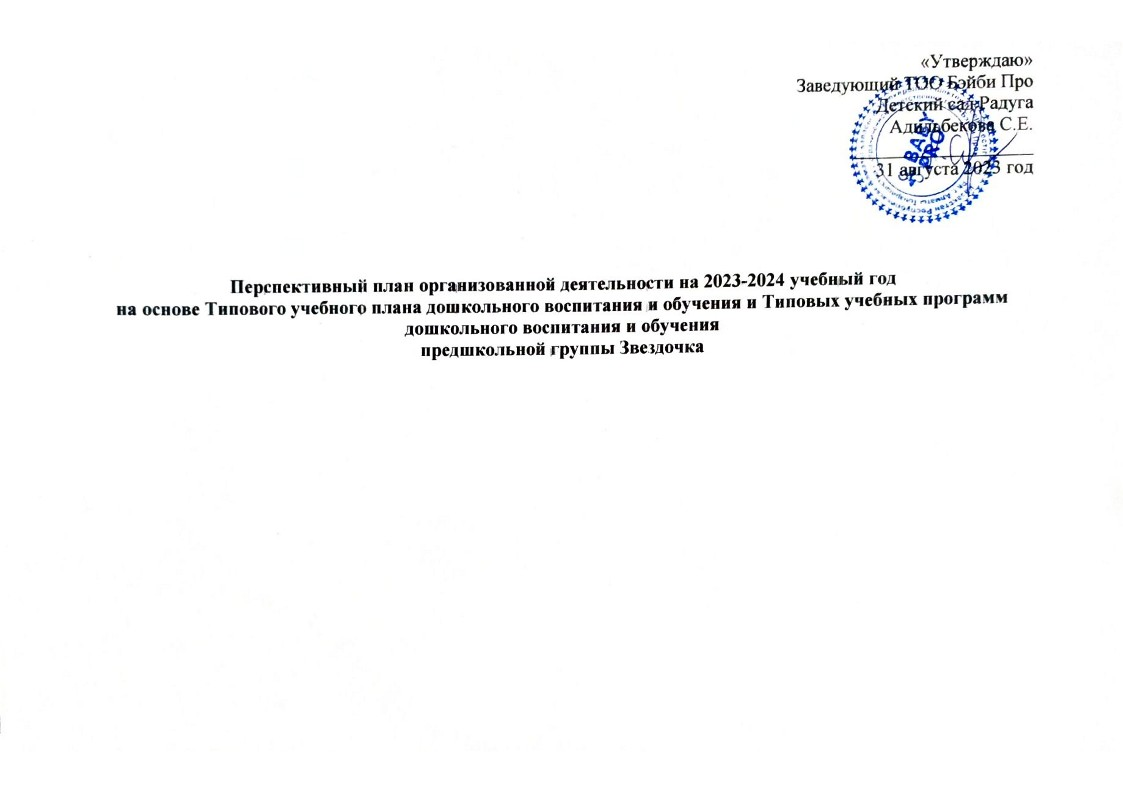 «Утверждаю»
Заведующий ТОО Бэйби Про
Детский сад Радуга
Адильбекова С.Е.
31 августа 2023 год
BABY
PRO
Перспективный план организованной деятельности на 2023-2024 учебный год
на основе Типового учебного плана дошкольного воспитания и обучения и Типовых учебных программ
дошкольного воспитания и обучения
предшкольной группы Звездочка